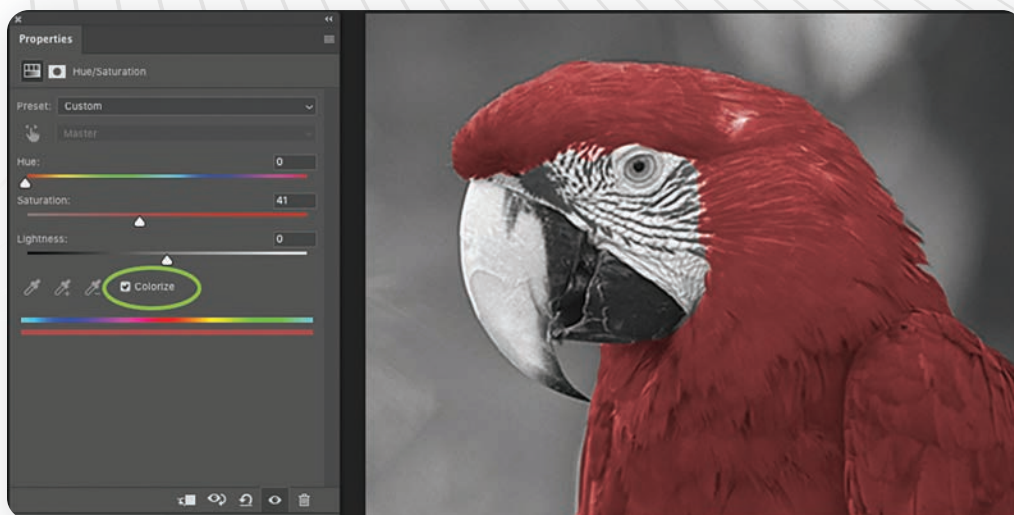 Properties
Hue/Saturation
Preset: Custom
Master
Hue: 0
Saturation: 41
Lightness: 0
Colorize